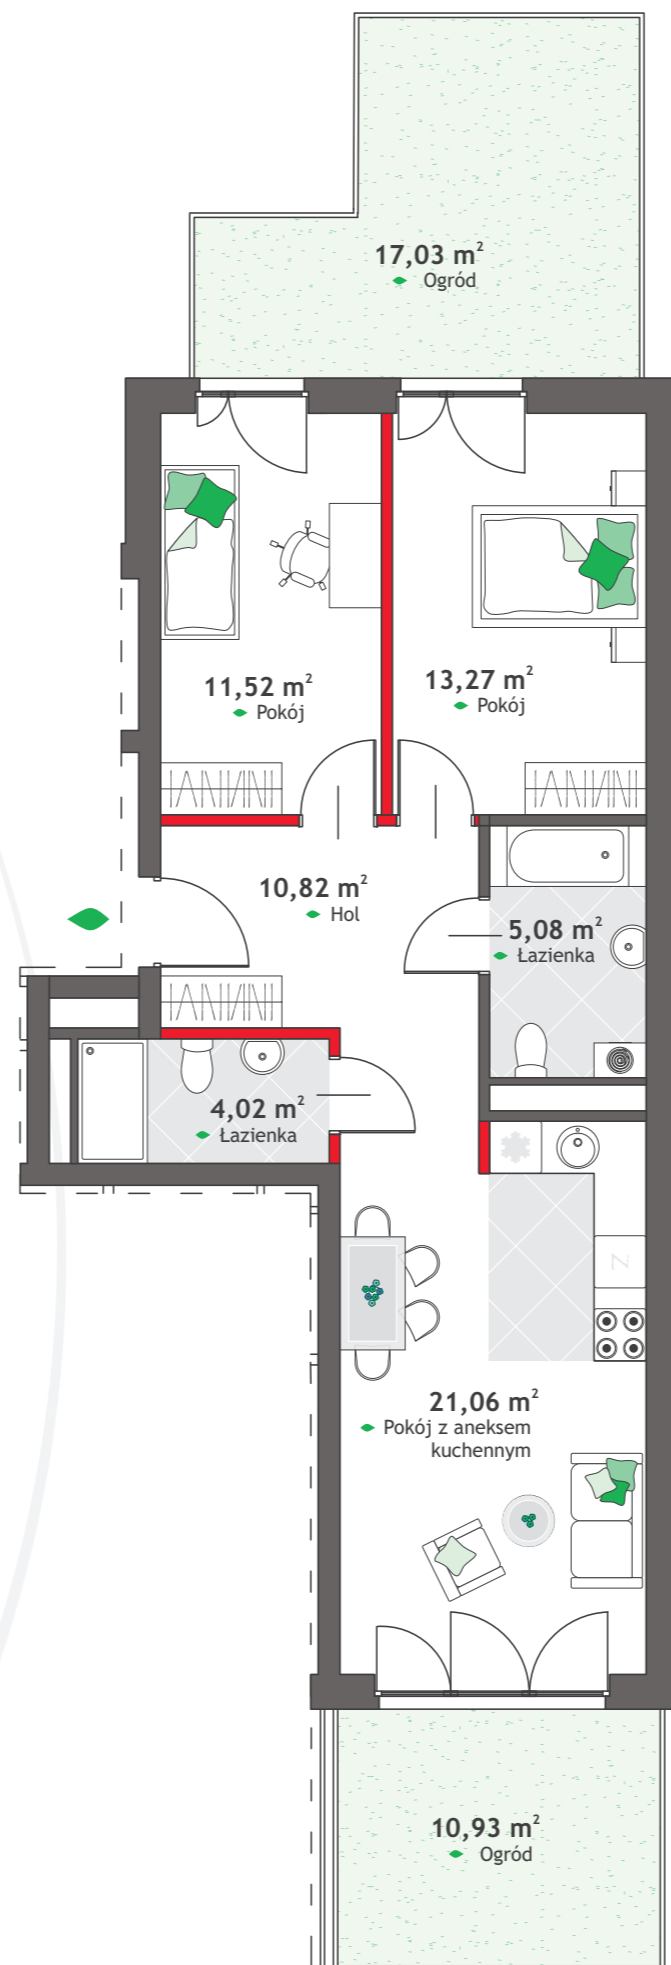 17,03 m²
Ogród
11,52 m²
Pokój
13,27 m²
Pokój
10,82 m²
Hol
5,08 m²
Łazienka
4,02 m²
Łazienka
Z
21,06 m²
Pokój z aneksem
kuchennym
10,93 m²
Ogród